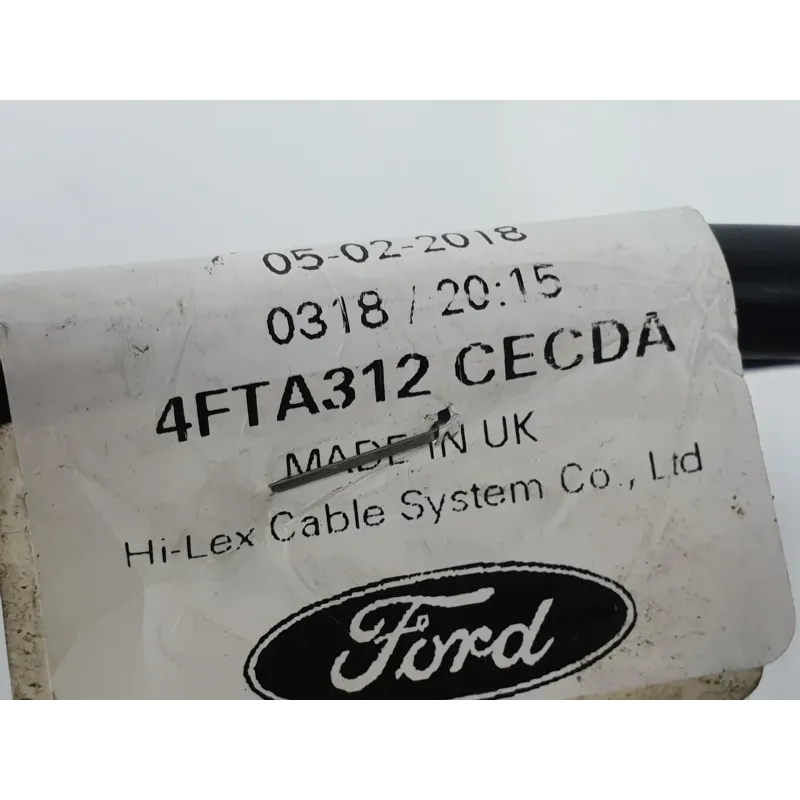 05-02-2018
0318 / 20:15
4FTA312 CECDA
MADE IN UK
Hi-Lex Cable System Co., Ltd
Ford